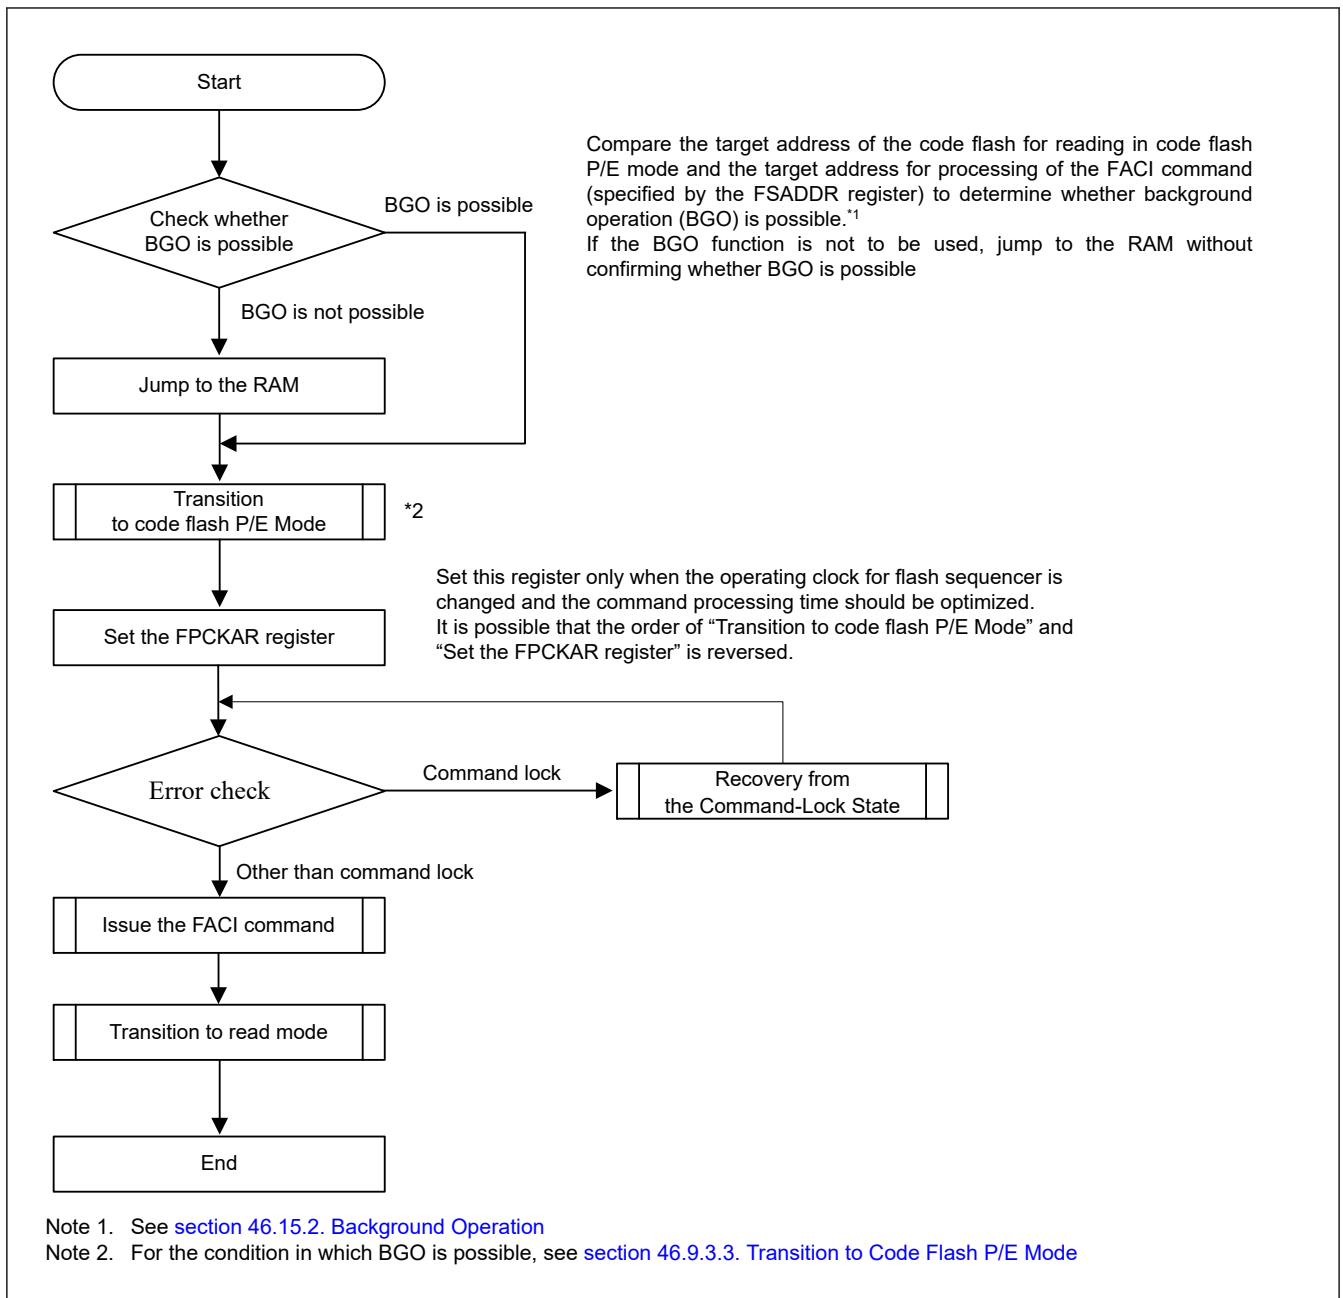 Start
Compare the target address of the code flash for reading in code flash
P/E mode and the target address for processing of the FACI command
(specified by the FSADDR register) to determine whether background
operation (BGO) is possible.*1
If the BGO function is not to be used, jump to the RAM without
confirming whether BGO is possible
Check whether
BGO is possible
BGO is possible
BGO is not possible
Jump to the RAM
Transition
to code flash P/E Mode
*2
Set this register only when the operating clock for flash sequencer is
changed and the command processing time should be optimized.
It is possible that the order of “Transition to code flash P/E Mode” and
“Set the FPCKAR register” is reversed.
Set the FPCKAR register
Error check
Command lock
Recovery from
the Command-Lock State
Other than command lock
Issue the FACI command
Transition to read mode
End
Note 1. See section 46.15.2. Background Operation
Note 2. For the condition in which BGO is possible, see section 46.9.3.3. Transition to Code Flash P/E Mode